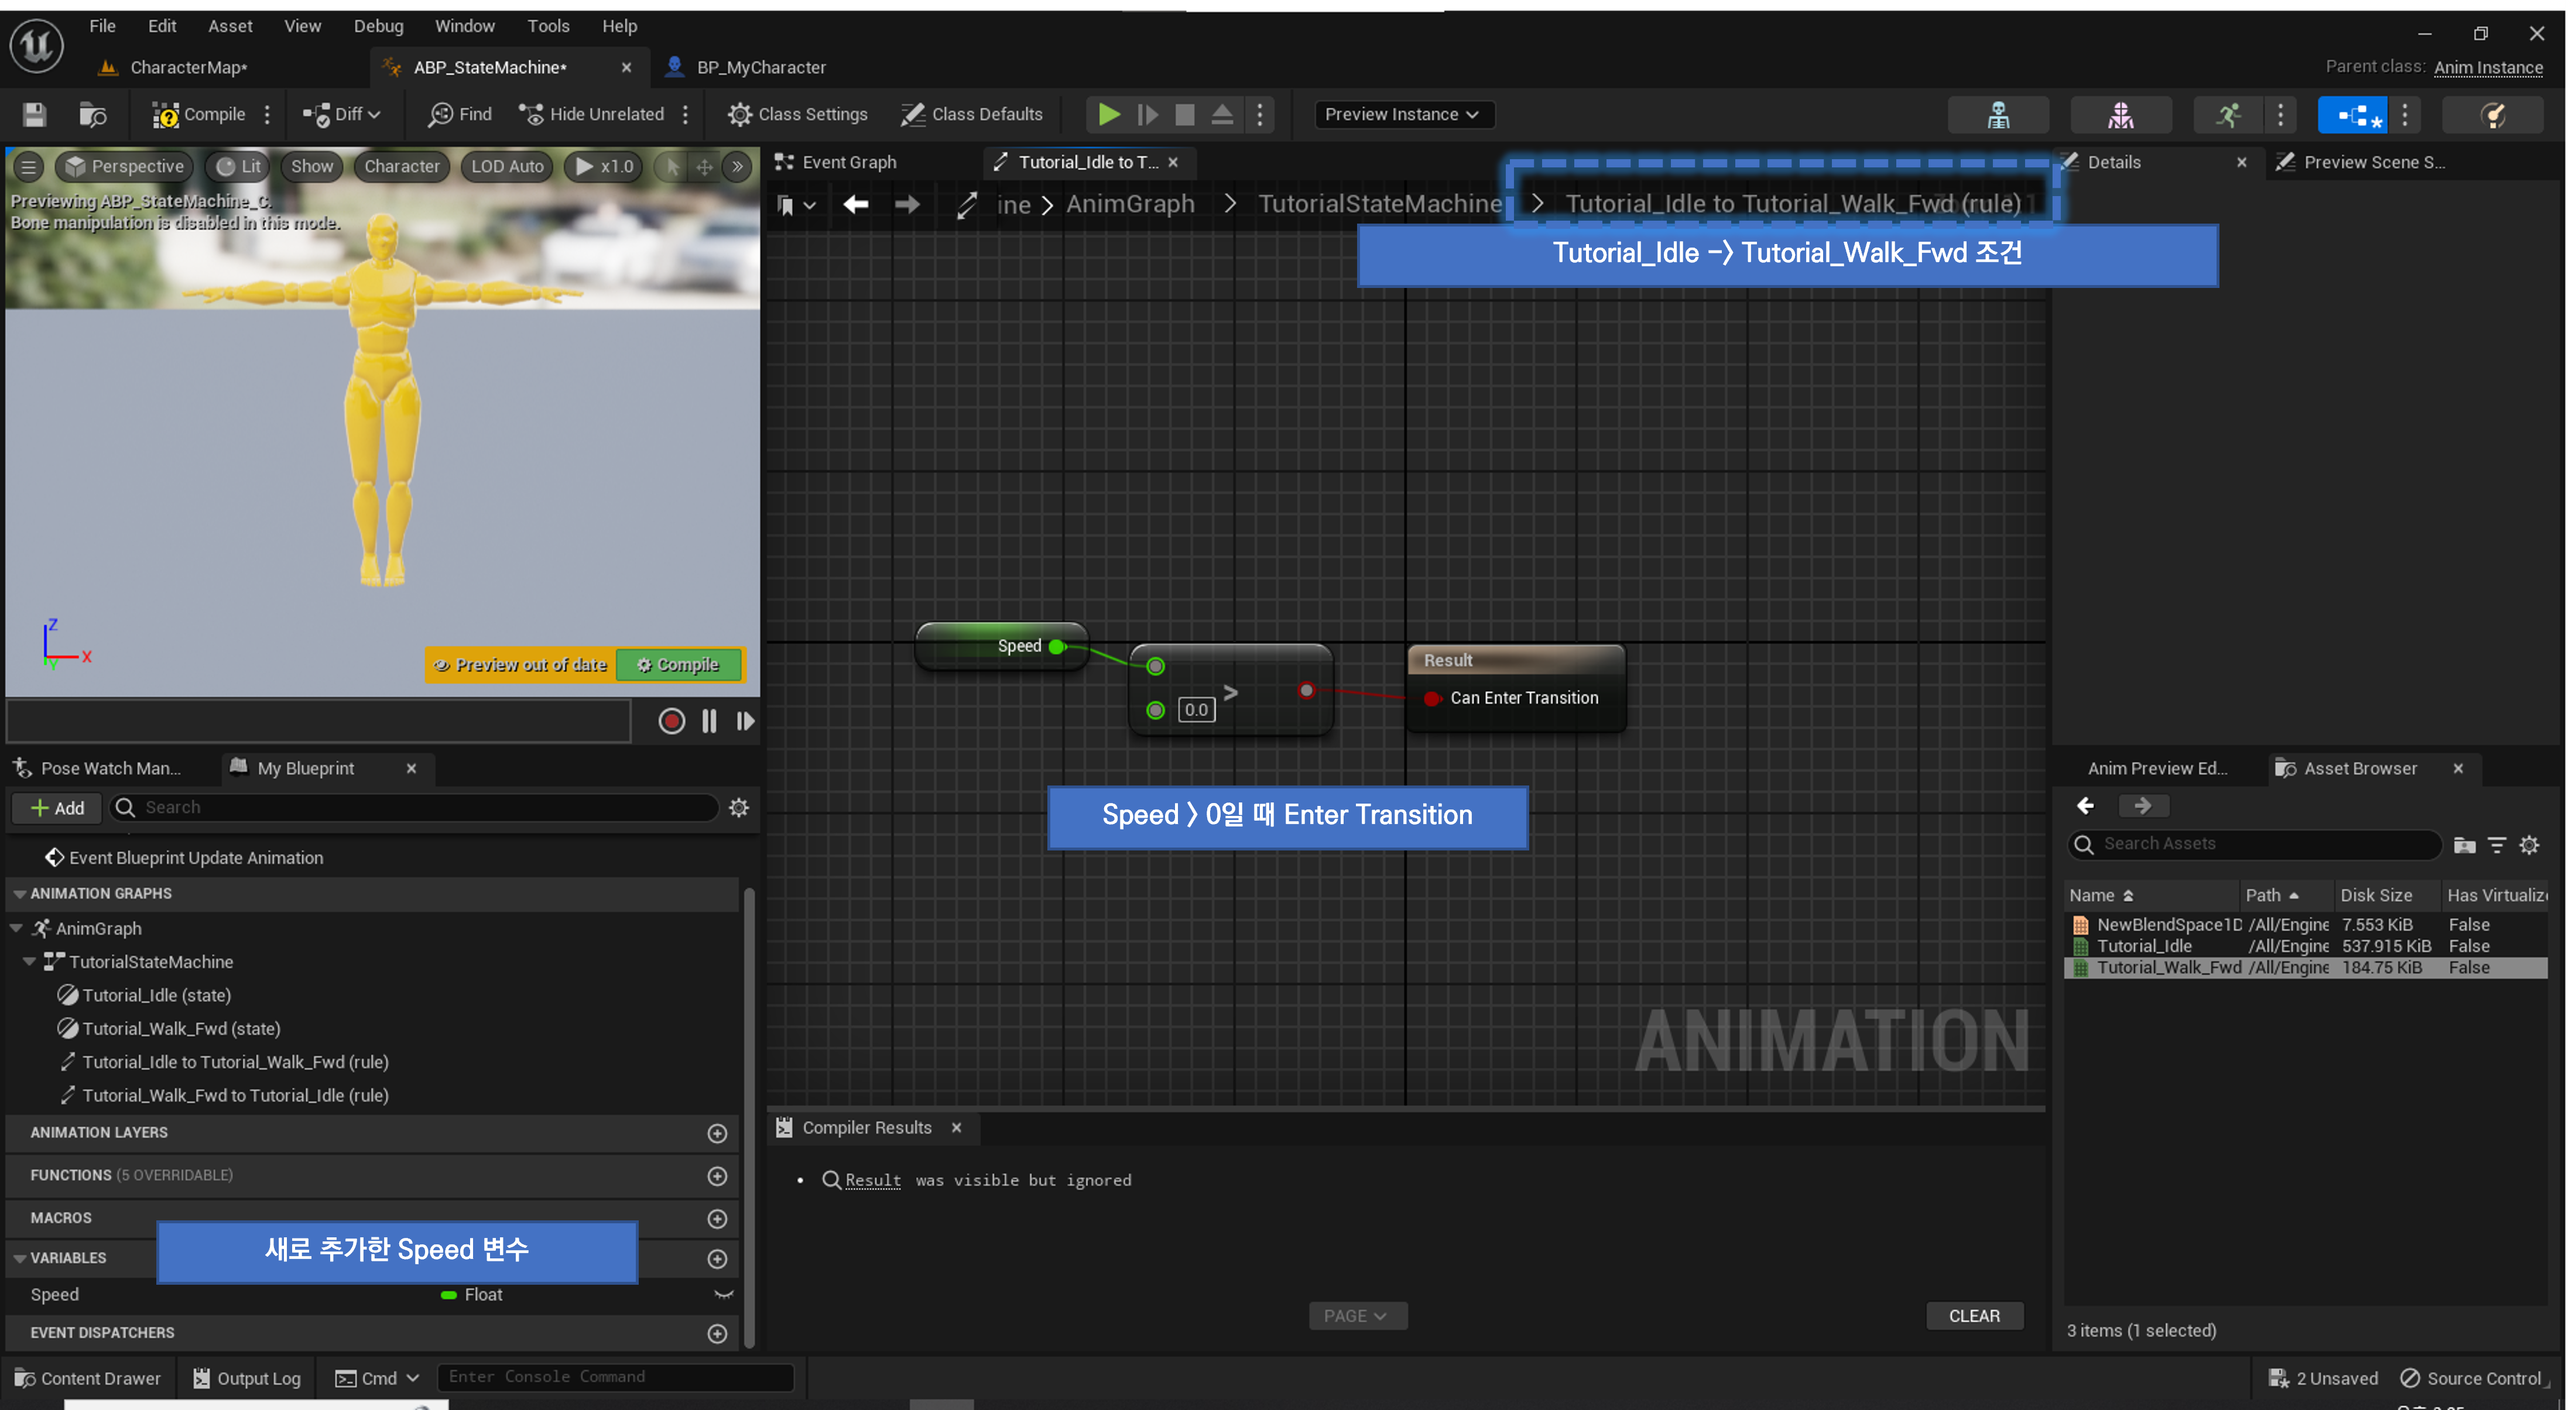 File Edit Asset View Debug Window Tools Help
CharacterMap* ABP_StateMachine* BP_MyCharacter
Parent class: Anim Instance
Compile Diff Find Hide Unrelated Class Settings Class Defaults Preview Instance
Perspective Lit Show Character LOD Auto x1.0
Previewing ABP_StateMachine_C.
Bone manipulation is disabled in this mode.
Z
X
Y
Preview out of date Compile
Event Graph Tutorial_Idle to T...
ine > AnimGraph > TutorialStateMachine > Tutorial_Idle to Tutorial_Walk_Fwd (rule)
Tutorial_Idle -> Tutorial_Walk_Fwd 조건
Speed
0.0
>
Result
Can Enter Transition
Speed > 0일 때 Enter Transition
ANIMATION
Details Preview Scene S...
Pose Watch Man... My Blueprint
Add Search
Event Blueprint Update Animation
ANIMATION GRAPHS
AnimGraph
TutorialStateMachine
Tutorial_Idle (state)
Tutorial_Walk_Fwd (state)
Tutorial_Idle to Tutorial_Walk_Fwd (rule)
Tutorial_Walk_Fwd to Tutorial_Idle (rule)
ANIMATION LAYERS
FUNCTIONS (5 OVERRIDABLE)
MACROS
새로 추가한 Speed 변수
VARIABLES
Speed Float
EVENT DISPATCHERS
Compiler Results
• Result was visible but ignored
PAGE
CLEAR
Anim Preview Ed... Asset Browser
Search Assets
Name Path Disk Size Has Virtualiz
NewBlendSpace1D /All/Engine 7.553 KiB False
Tutorial_Idle /All/Engine 537.915 KiB False
Tutorial_Walk_Fwd /All/Engine 184.75 KiB False
3 items (1 selected)
Content Drawer Output Log Cmd Enter Console Command
2 Unsaved Source Control